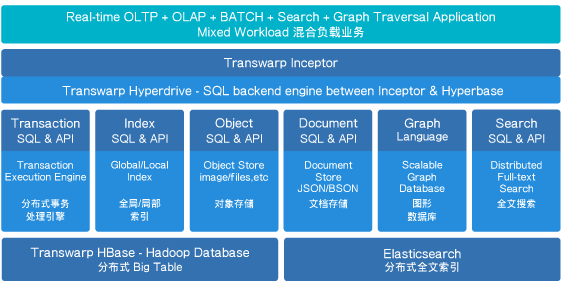 Real-time OLTP + OLAP + BATCH + Search + Graph Traversal Application
Mixed Workload 混合负载业务
Transwarp Inceptor
Transwarp Hyperdrive - SQL backend engine between Inceptor & Hyperbase
Transaction
SQL & API
Transaction
Execution Engine
分布式事务
处理引擎
Index
SQL & API
Global/Local
Index
全局/局部
索引
Object
SQL & API
Object Store
image/files,etc
对象存储
Document
SQL & API
Document
Store
JSON/BSON
文档存储
Graph
Language
Scalable
Graph
Database
图形
数据库
Search
SQL & API
Distributed
Full-text
Search
全文搜索
Transwarp HBase - Hadoop Database
分布式 Big Table
Elasticsearch
分布式全文索引